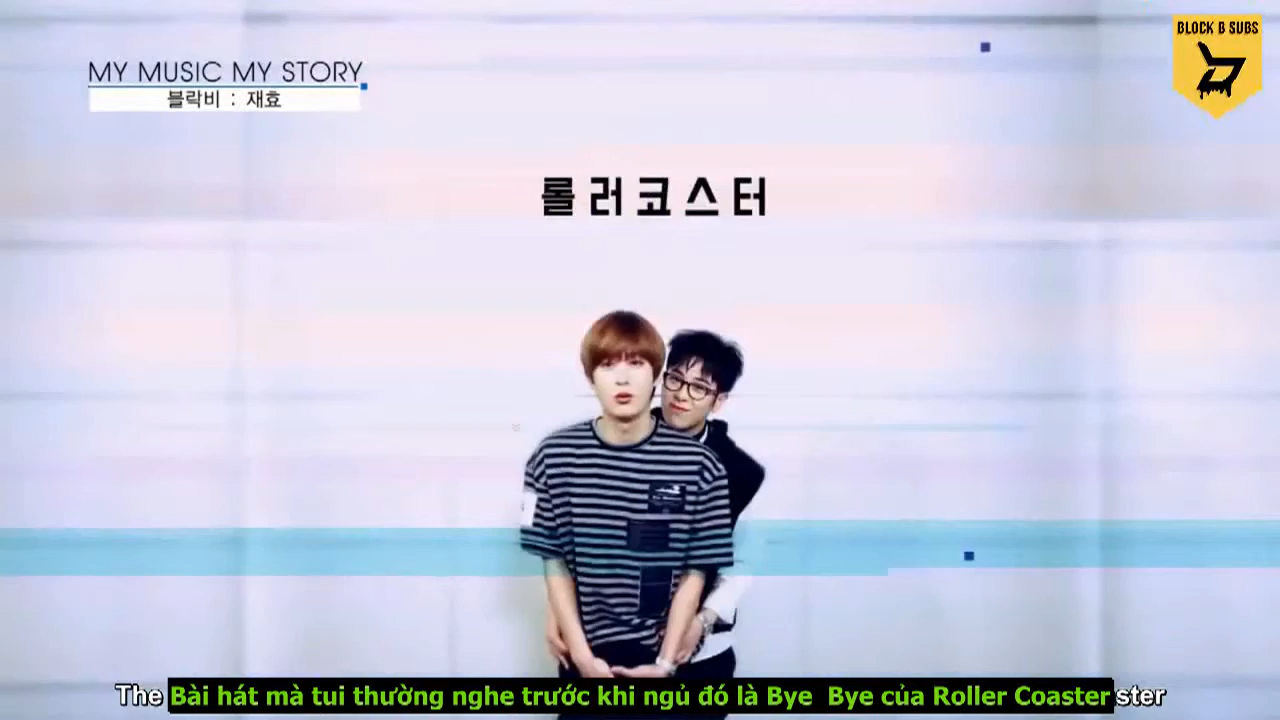 BLOCK B SUBS
MY MUSIC MY STORY
블락비 : 재효
롤러코스터
The Bài hát mà tui thường nghe trước khi ngủ đó là Bye Bye của Roller Coaster ster